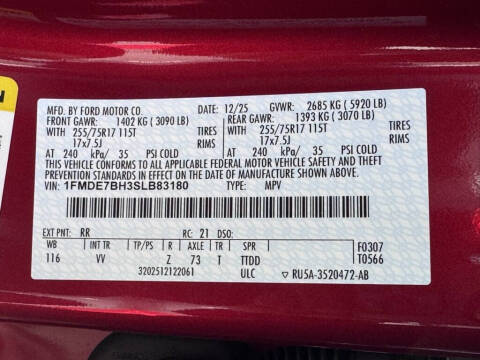 MFD. BY FORD MOTOR CO. DATE: 12/25 GVWR: 2685 KG ( 5920 LB)
FRONT GAWR: 1402 KG ( 3090 LB) REAR GAWR: 1393 KG ( 3070 LB)
WITH 255/75R17 115T TIRES WITH 255/75R17 115T TIRES
17x7.5J RIMS 17x7.5J RIMS
AT 240 kPa/ 35 PSI COLD AT 240 kPa/ 35 PSI COLD
THIS VEHICLE CONFORMS TO ALL APPLICABLE FEDERAL MOTOR VEHICLE SAFETY AND THEFT
PREVENTION STANDARDS IN EFFECT ON THE DATE OF MANUFACTURE SHOWN ABOVE.
VIN: 1FMDE7BH3SLB83180 TYPE: MPV
EXT PNT: RR RC: 21 DSO:
WB INT TR TP/PS R AXLE TR SPR F0307
116 VV Z 73 T TTDD T0566
3202512122061 ULC RU5A-3520472-AB